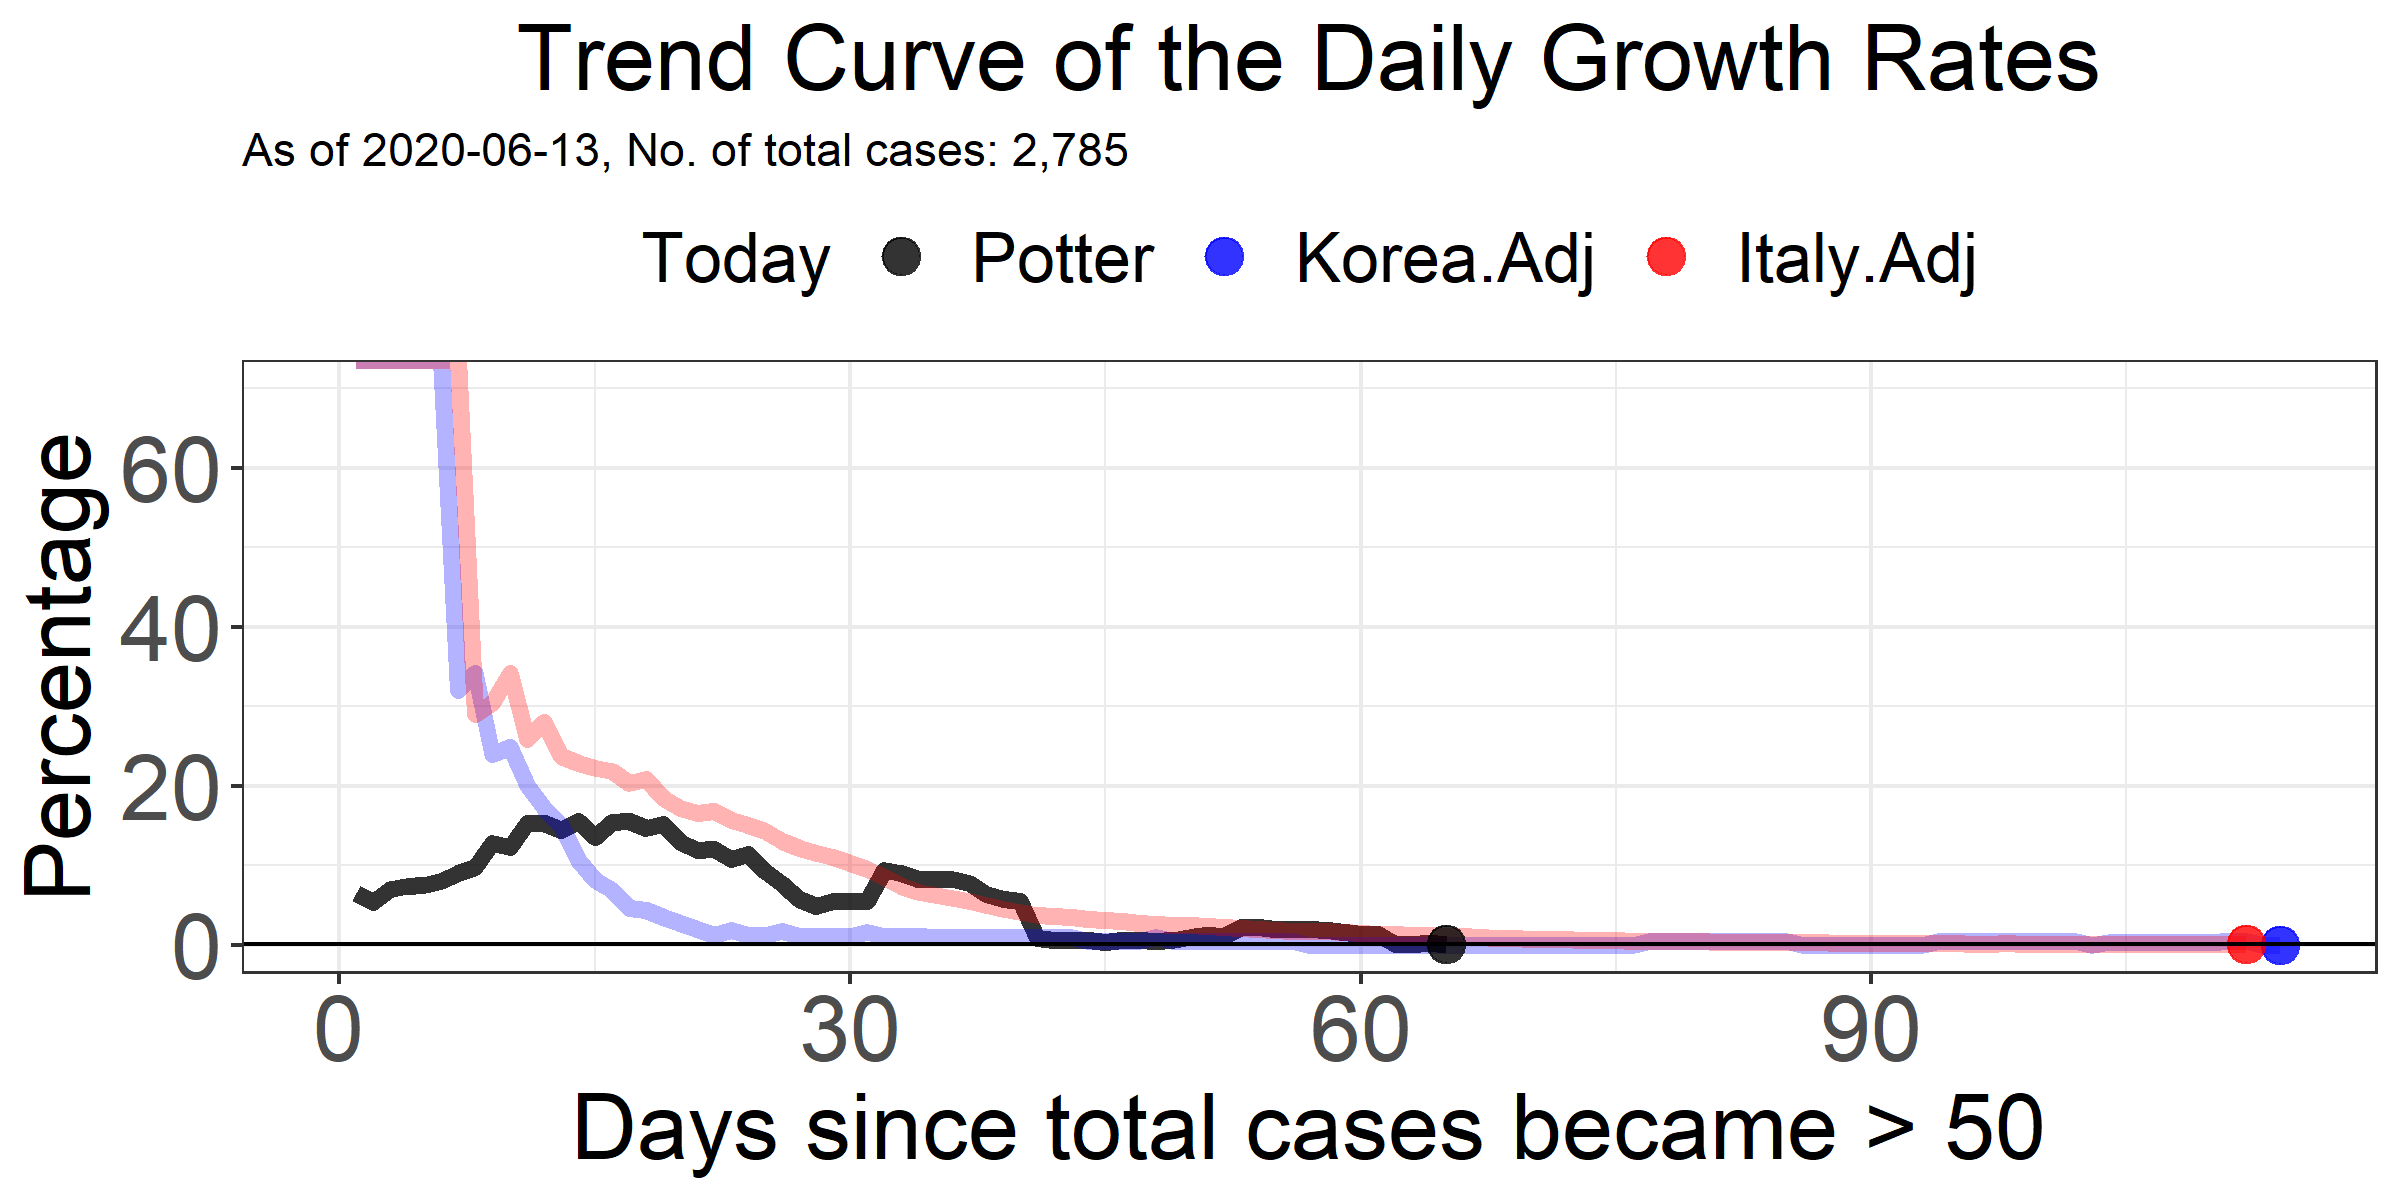 Trend Curve of the Daily Growth Rates
As of 2020-06-13, No. of total cases: 2,785
Today Potter Korea.Adj Italy.Adj
Percentage
60
40
20
0
0 30 60 90
Days since total cases became > 50